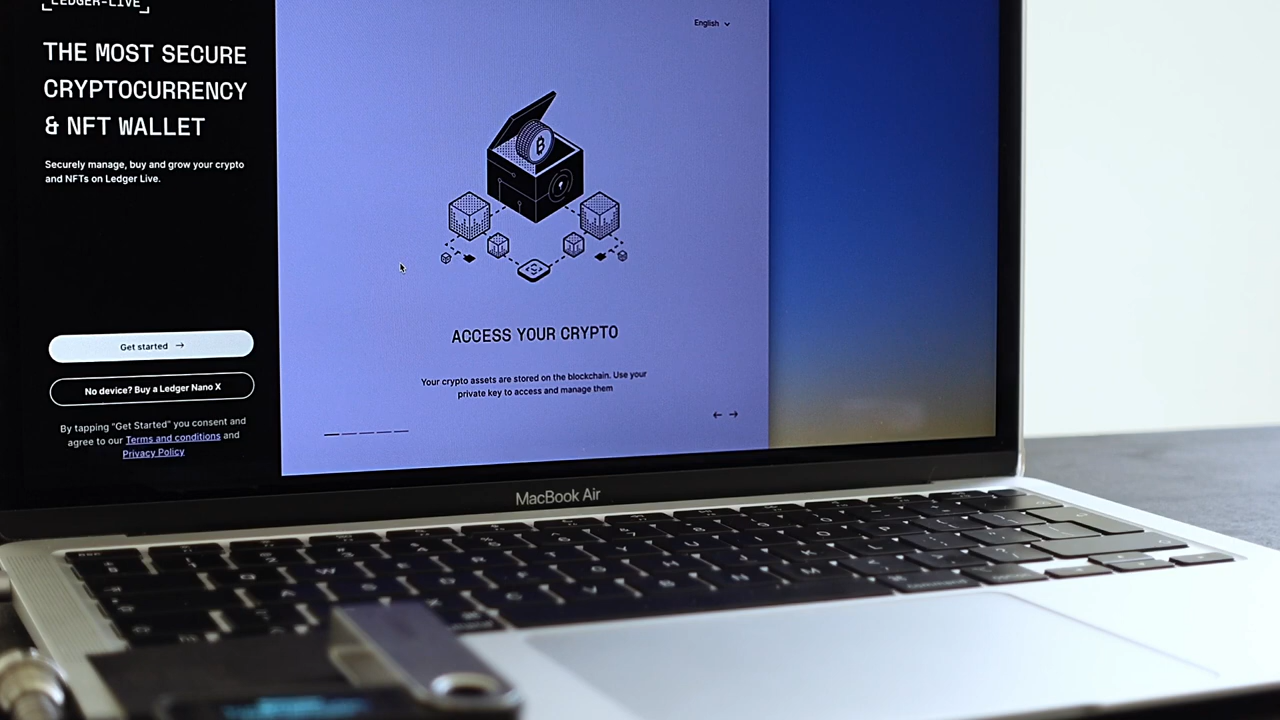 LEDGER-LIVE
THE MOST SECURE
CRYPTOCURRENCY
& NFT WALLET
Securely manage, buy and grow your crypto
and NFTs on Ledger Live.
Get started →
No device? Buy a Ledger Nano X
By tapping “Get Started” you consent and
agree to our Terms and conditions and
Privacy Policy
English
ACCESS YOUR CRYPTO
Your crypto assets are stored on the blockchain. Use your
private key to access and manage them
← →
MacBook Air